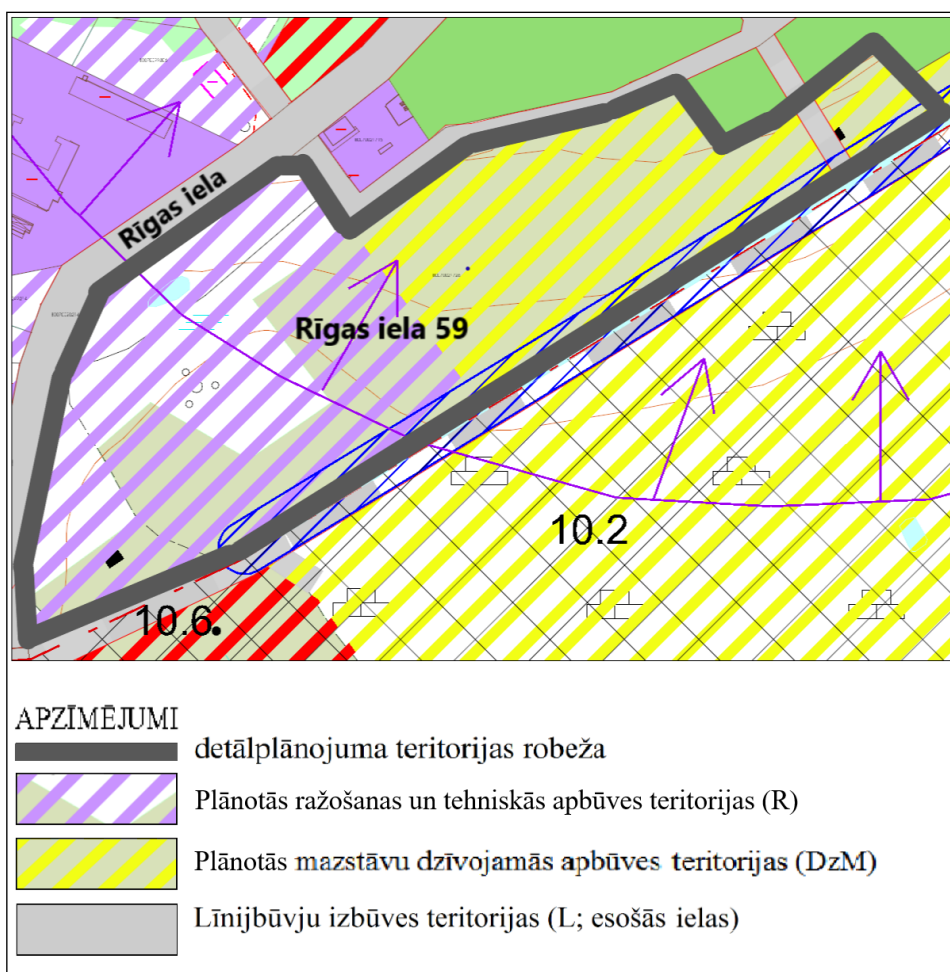 Rīgas iela
Rīgas iela 59
10.2
10.6.
APZĪMĒJUMI
detālplānojuma teritorijas robeža
Plānotās ražošanas un tehniskās apbūves teritorijas (R)
Plānotās mazstāvu dzīvojamās apbūves teritorijas (DzM)
Līnijbūvju izbūves teritorijas (L; esošās ielas)